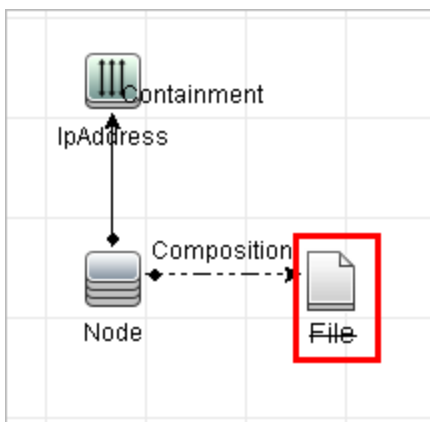 Containment
IpAddress
Composition
Node
File